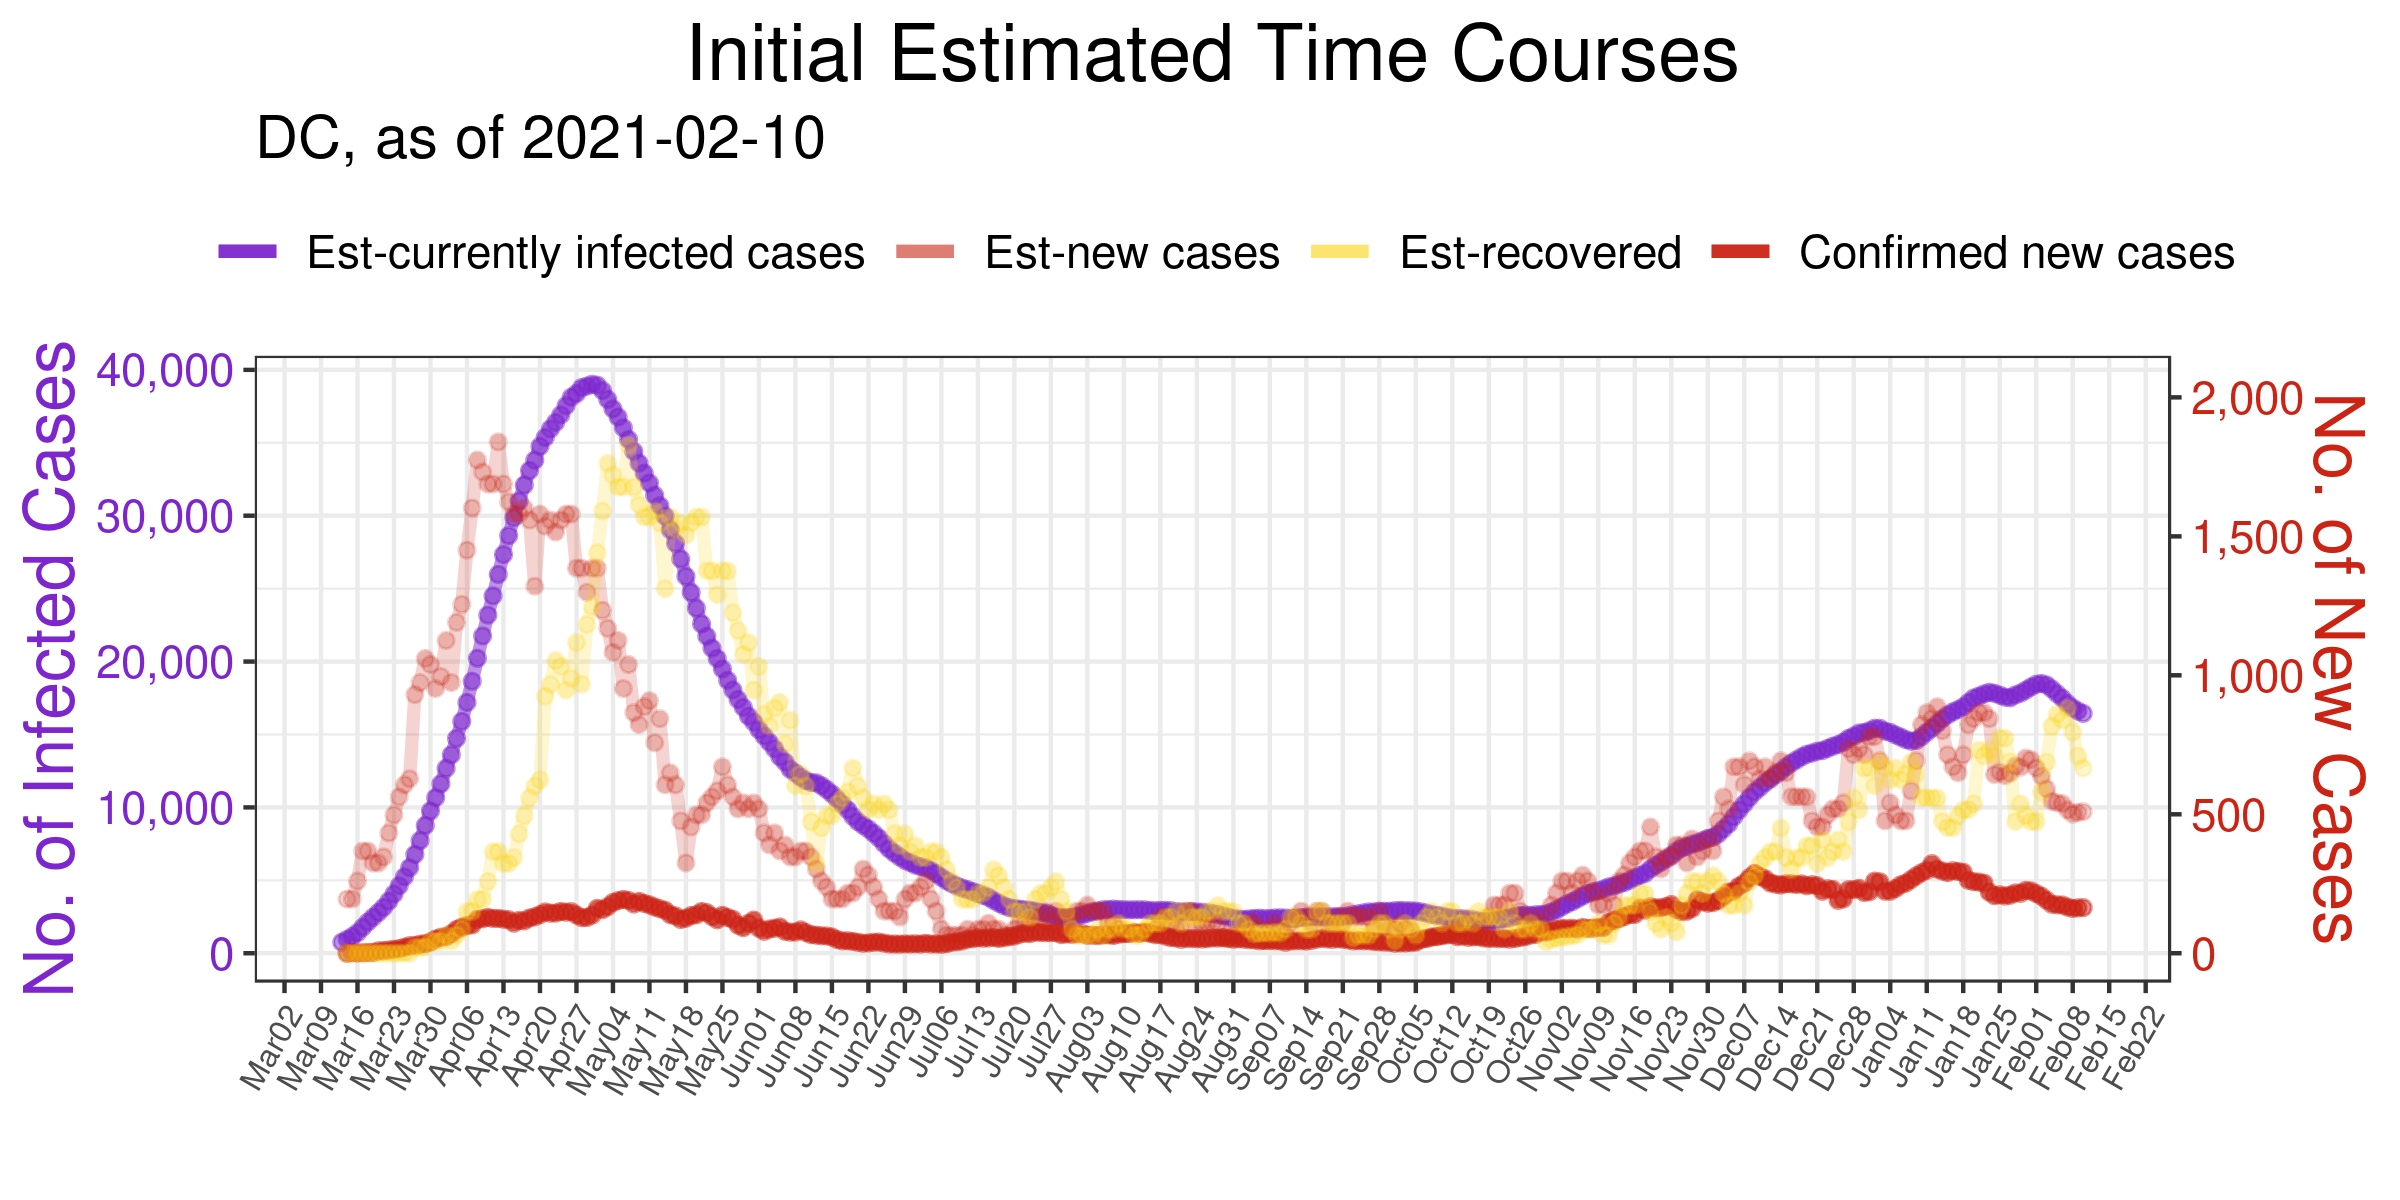 Initial Estimated Time Courses
DC, as of 2021-02-10
Est-currently infected cases Est-new cases Est-recovered Confirmed new cases
No. of Infected Cases
40,000
30,000
20,000
10,000
0
2,000
1,500
1,000
500
0
No. of New Cases
Mar02 Mar09 Mar16 Mar23 Mar30 Apr06 Apr13 Apr20 Apr27 May04 May11 May18 May25 Jun01 Jun08 Jun15 Jun22 Jun29 Jul06 Jul13 Jul20 Jul27 Aug03 Aug10 Aug17 Aug24 Aug31 Sep07 Sep14 Sep21 Sep28 Oct05 Oct12 Oct19 Oct26 Nov02 Nov09 Nov16 Nov23 Nov30 Dec07 Dec14 Dec21 Dec28 Jan04 Jan11 Jan18 Jan25 Feb01 Feb08 Feb15 Feb22